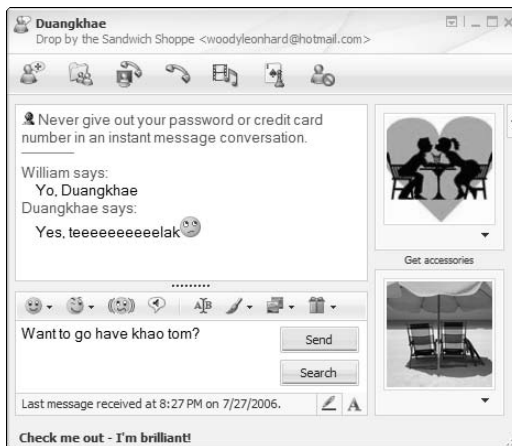 Duangkhae
Drop by the Sandwich Shoppe <woodyleonhard@hotmail.com>
Never give out your password or credit card
number in an instant message conversation.
William says:
Yo, Duangkhae
Duangkhae says:
Yes, teeeeeeeeeelak
Get accessories
Want to go have khao tom?
Send
Search
Last message received at 8:27 PM on 7/27/2006.
A
Check me out - I'm brilliant!